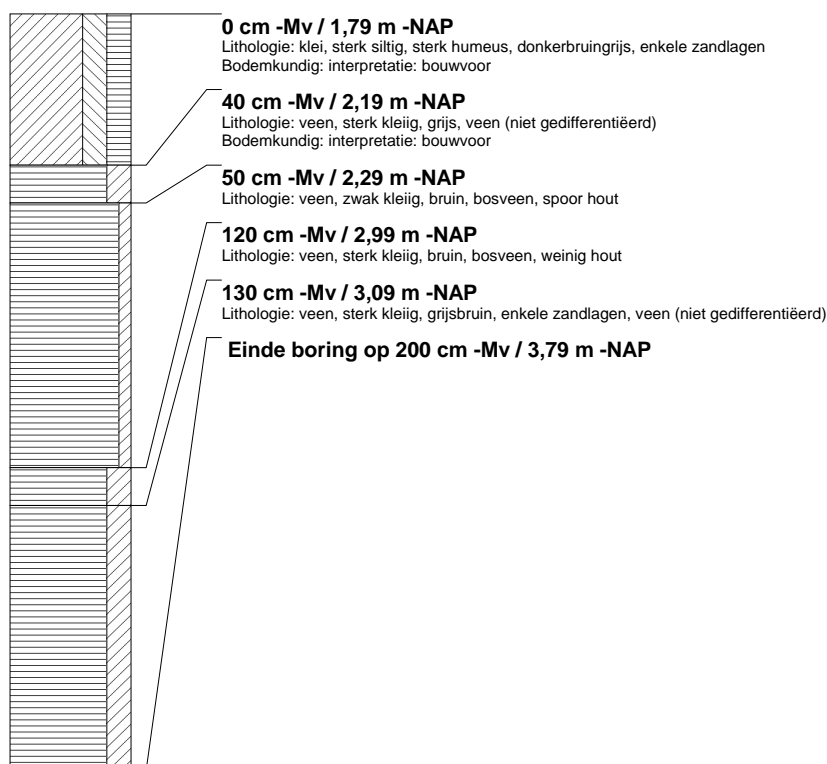 0 cm -Mv / 1,79 m -NAP
Lithologie: klei, sterk siltig, sterk humeus, donkerbruingrijs, enkele zandlagen
Bodemkundig: interpretatie: bouwvoor
40 cm -Mv / 2,19 m -NAP
Lithologie: veen, sterk kleiig, grijs, veen (niet gedifferentiëerd)
Bodemkundig: interpretatie: bouwvoor
50 cm -Mv / 2,29 m -NAP
Lithologie: veen, zwak kleiig, bruin, bosveen, spoor hout
120 cm -Mv / 2,99 m -NAP
Lithologie: veen, sterk kleiig, bruin, bosveen, weinig hout
130 cm -Mv / 3,09 m -NAP
Lithologie: veen, sterk kleiig, grijsbruin, enkele zandlagen, veen (niet gedifferentiëerd)
Einde boring op 200 cm -Mv / 3,79 m -NAP